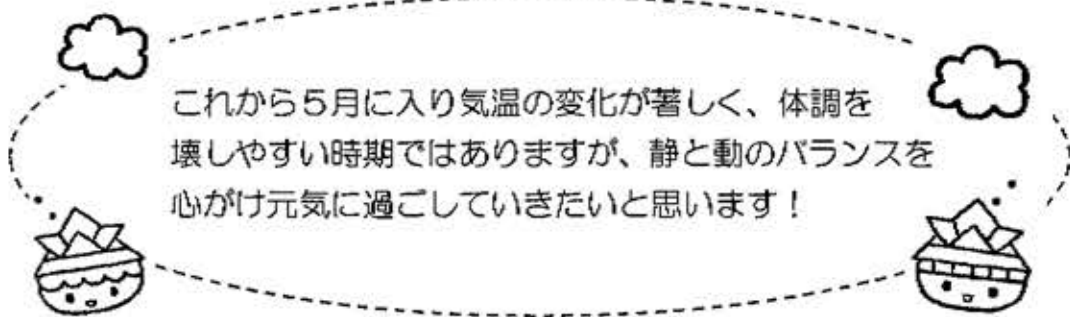 これから５月に入り気温の変化が著しく、体調を
壊しやすい時期ではありますが、静と動のバランスを
心がけ元気に過ごしていきたいと思います！